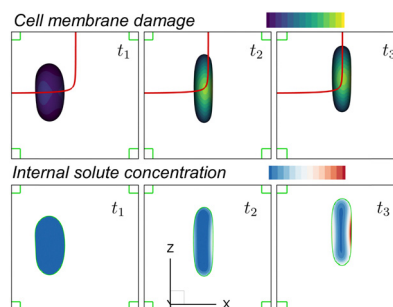 Cell membrane damage
t1 t2 t3
Internal solute concentration
t1 t2 t3
Z
X